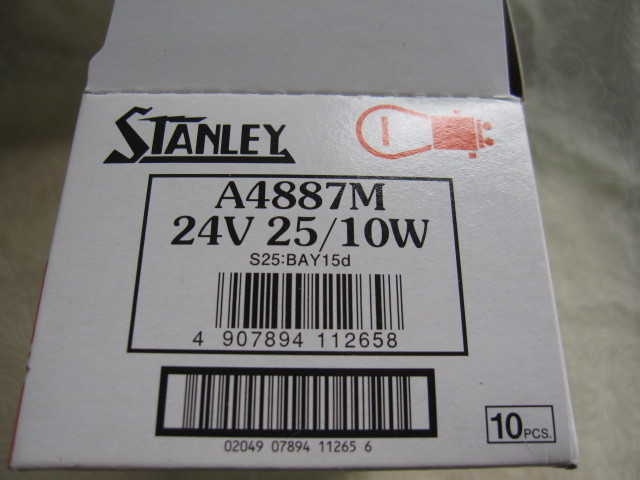 STANLEY
A4887M
24V 25/10W
S25:BAY15d
4 907894 112658
02049 07894 11265 6
10PCS.